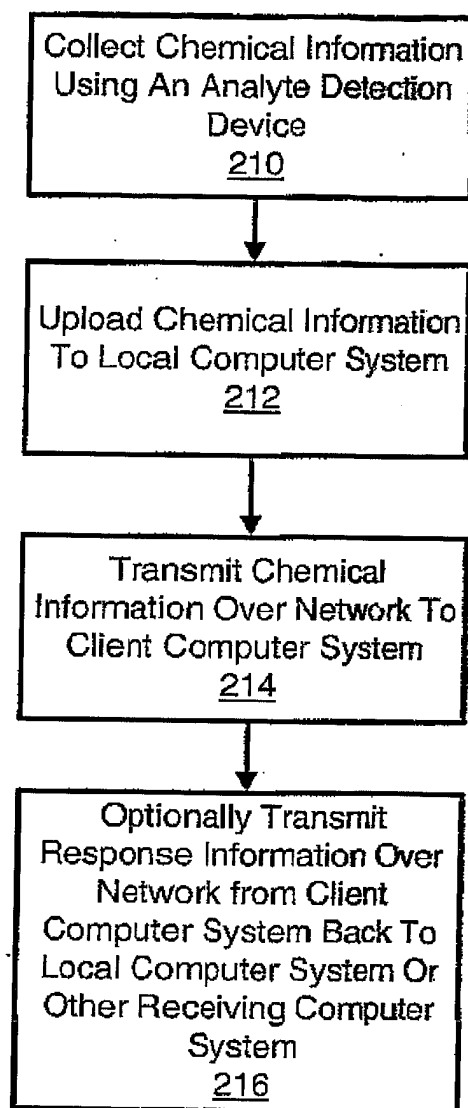 Collect Chemical Information
Using An Analyte Detection
Device
210
Upload Chemical Information
To Local Computer System
212
Transmit Chemical
Information Over Network To
Client Computer System
214
Optionally Transmit
Response Information Over
Network from Client
Computer System Back To
Local Computer System Or
Other Receiving Computer
System
216